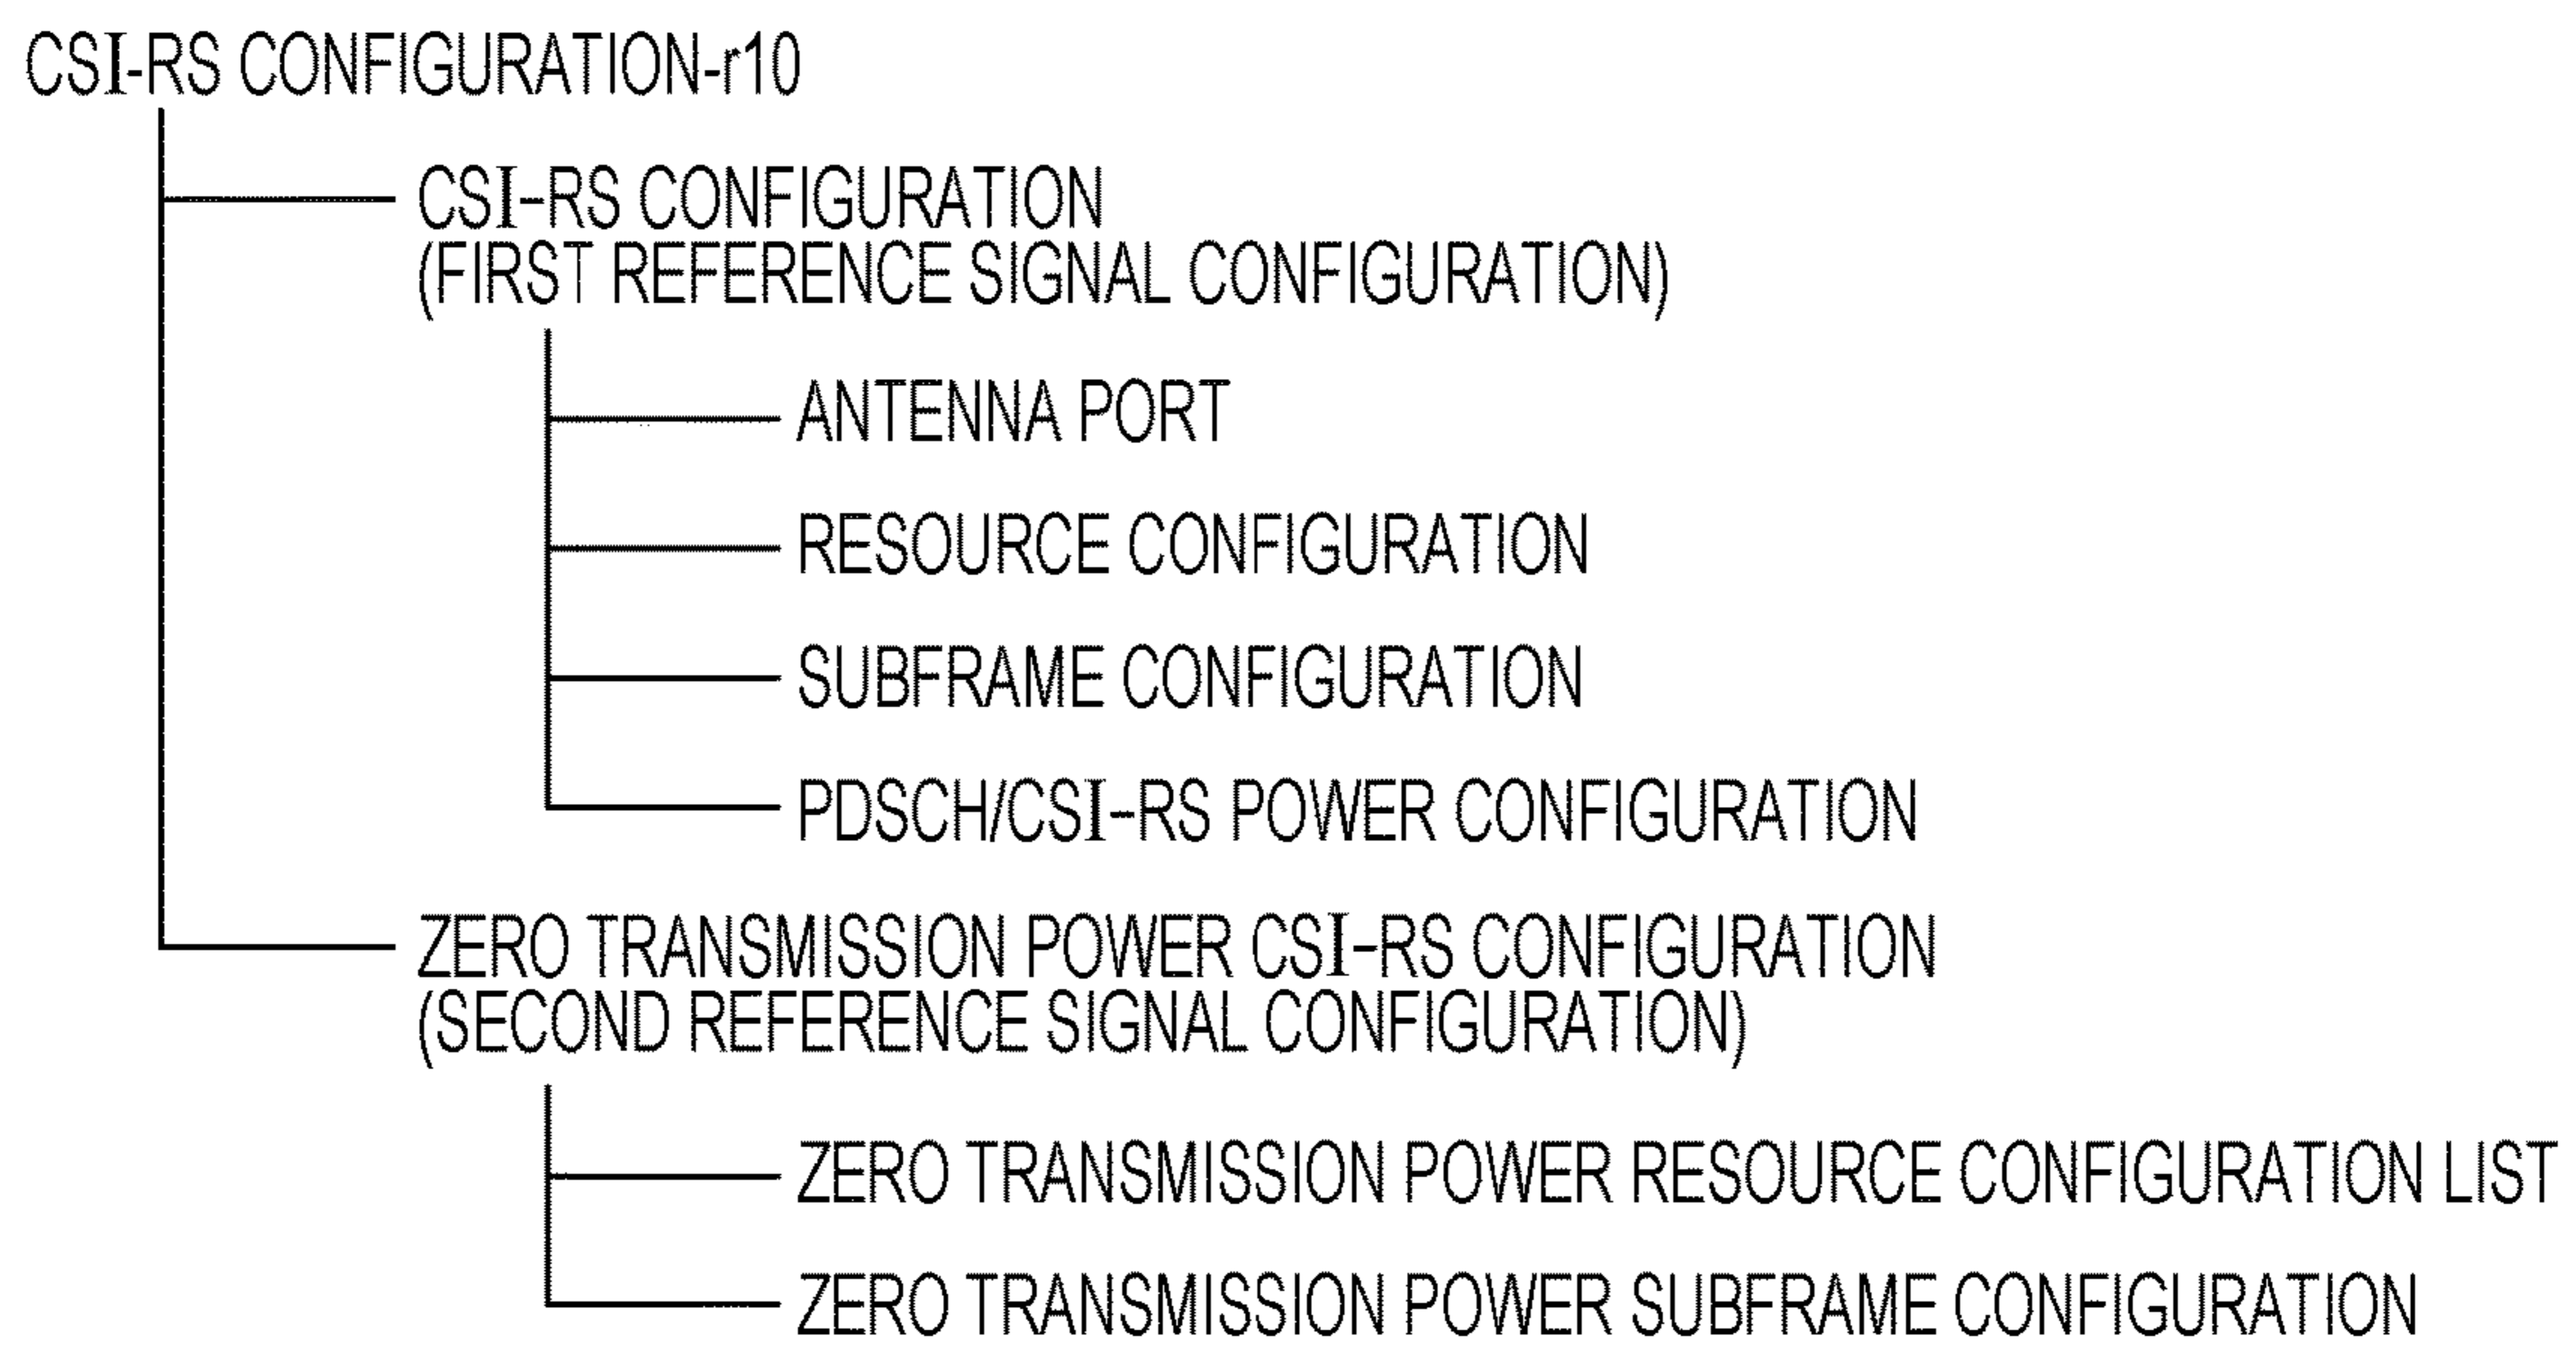 CSI-RS CONFIGURATION-r10
CSI-RS CONFIGURATION
(FIRST REFERENCE SIGNAL CONFIGURATION)
ANTENNA PORT
RESOURCE CONFIGURATION
SUBFRAME CONFIGURATION
PDSCH/CSI-RS POWER CONFIGURATION
ZERO TRANSMISSION POWER CSI-RS CONFIGURATION
(SECOND REFERENCE SIGNAL CONFIGURATION)
ZERO TRANSMISSION POWER RESOURCE CONFIGURATION LIST
ZERO TRANSMISSION POWER SUBFRAME CONFIGURATION